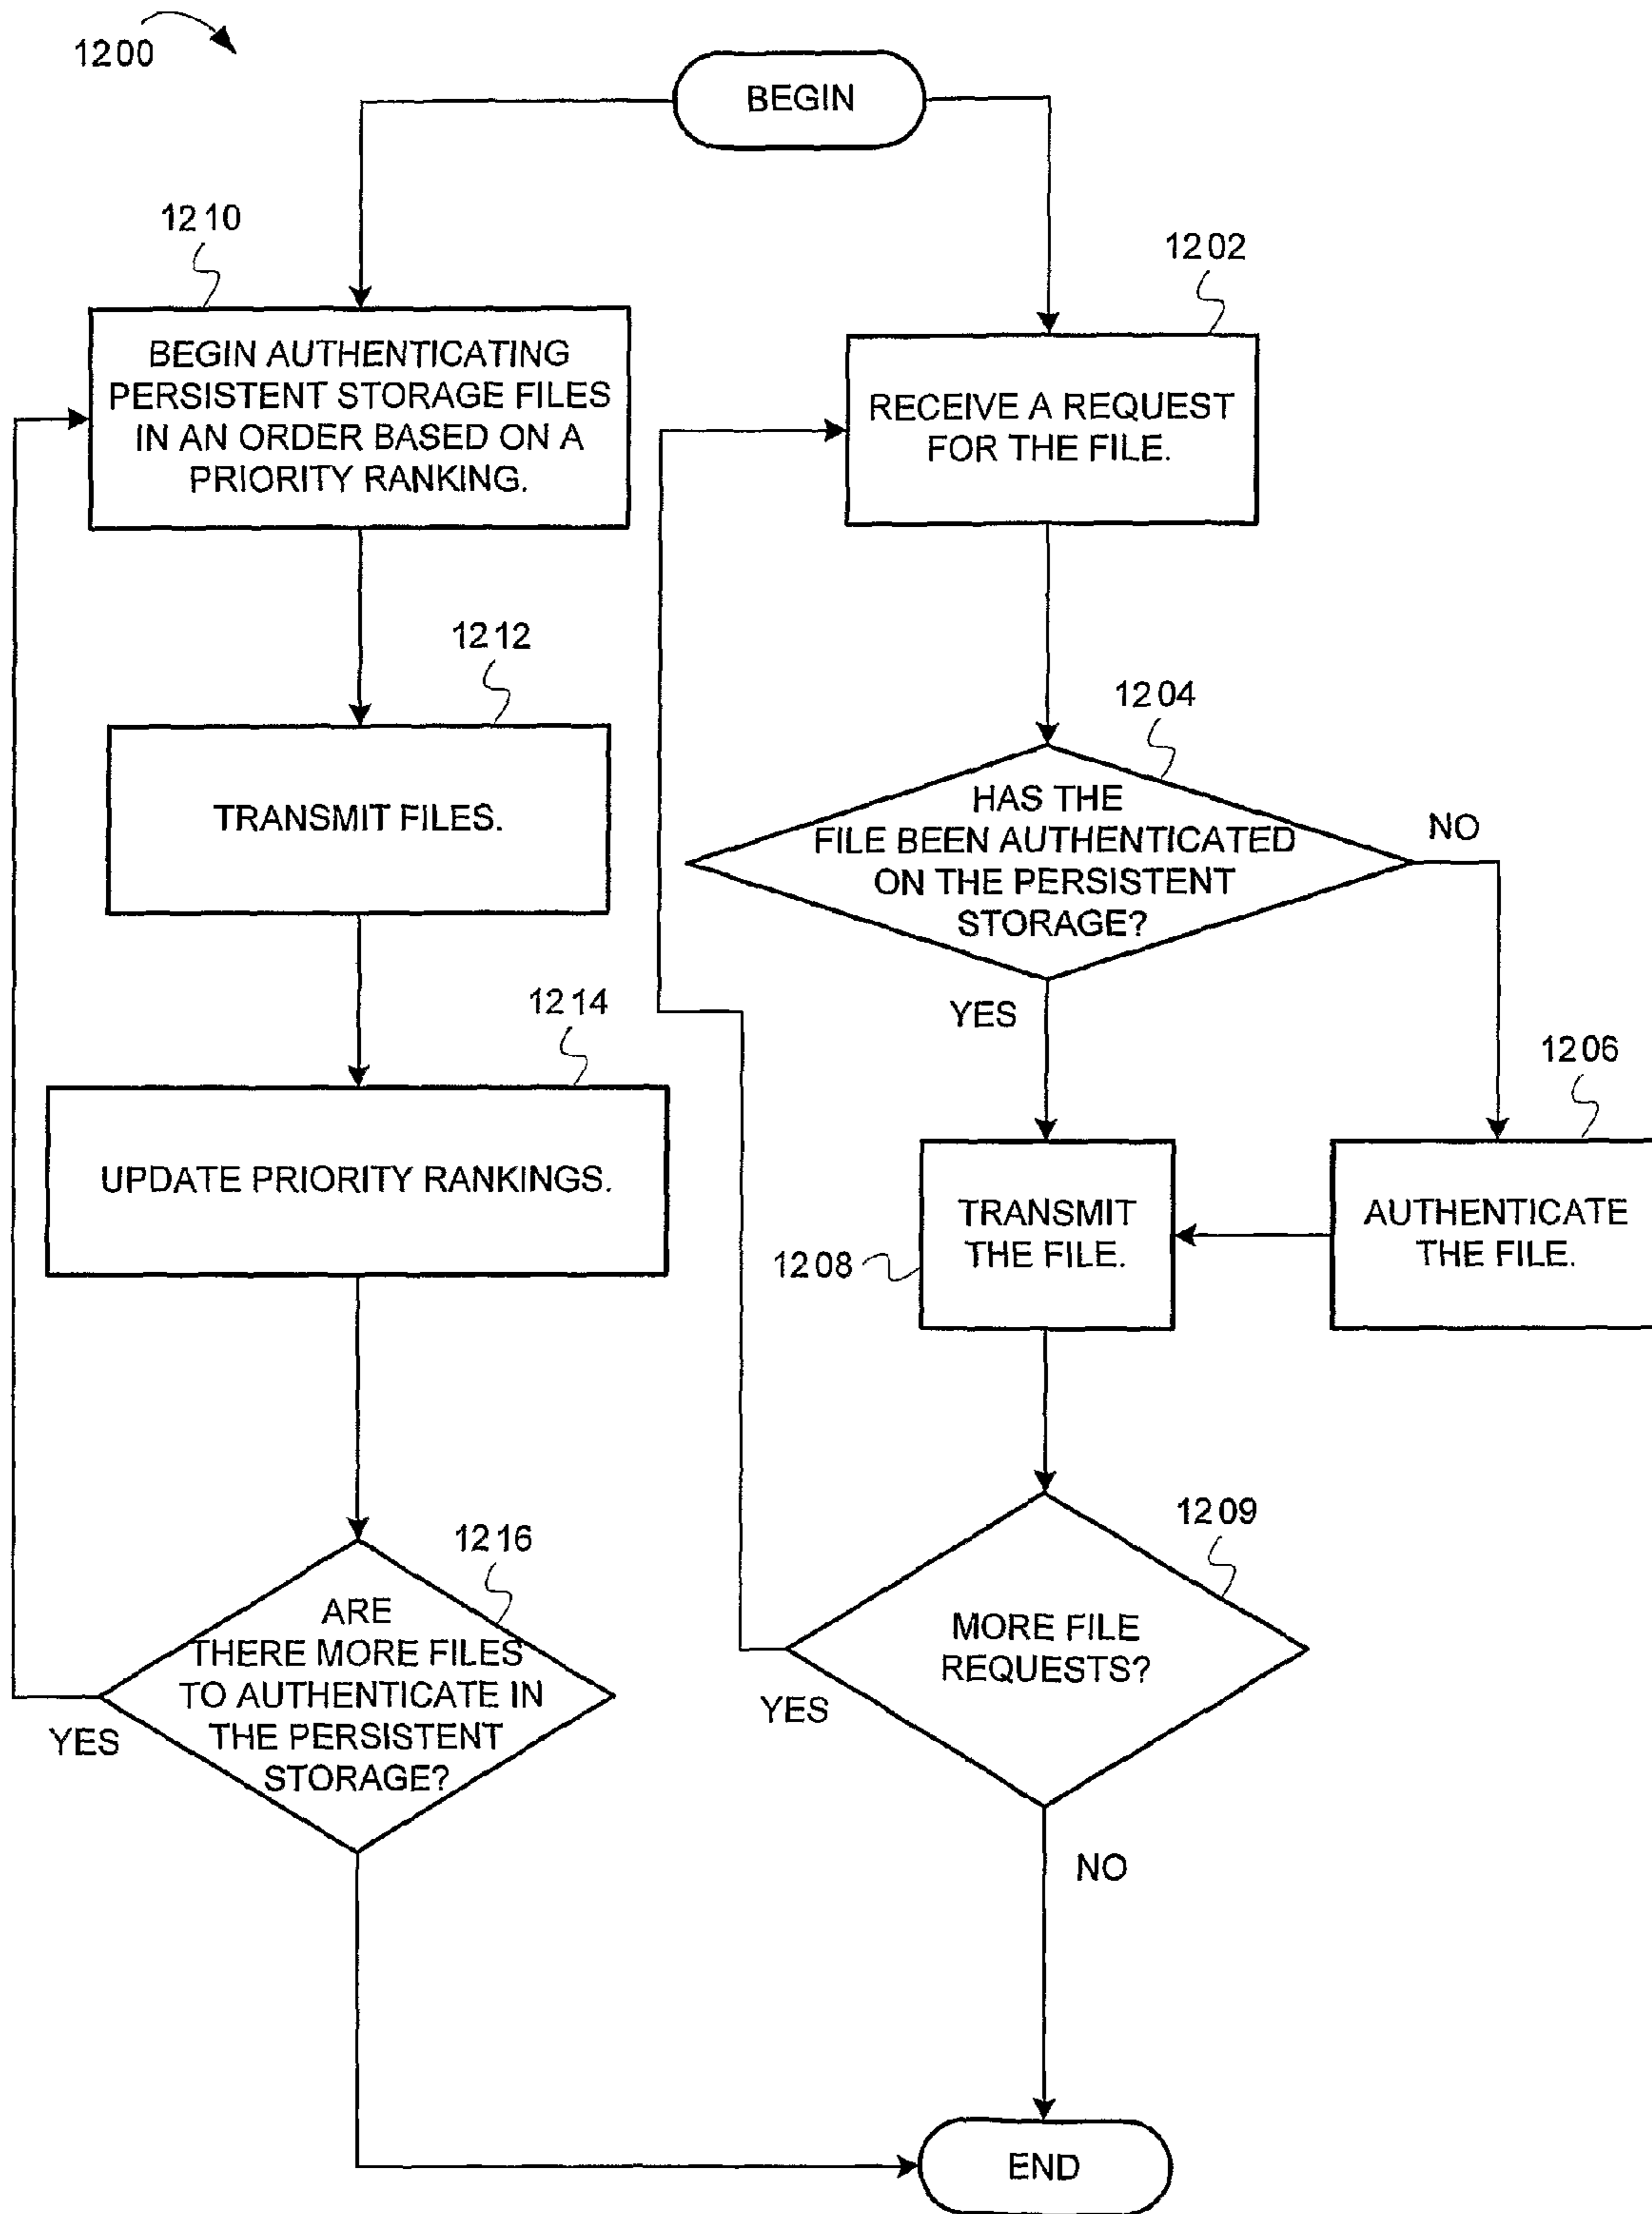 1200
BEGIN
1210
BEGIN AUTHENTICATING
PERSISTENT STORAGE FILES
IN AN ORDER BASED ON A
PRIORITY RANKING.
1202
RECEIVE A REQUEST
FOR THE FILE.
1212
TRANSMIT FILES.
1204
HAS THE
FILE BEEN AUTHENTICATED
ON THE PERSISTENT
STORAGE?
NO
YES
1214
UPDATE PRIORITY RANKINGS.
1206
AUTHENTICATE
THE FILE.
TRANSMIT
THE FILE.
1208
1216
ARE
THERE MORE FILES
TO AUTHENTICATE IN
THE PERSISTENT
STORAGE?
YES
1209
MORE FILE
REQUESTS?
YES
NO
END